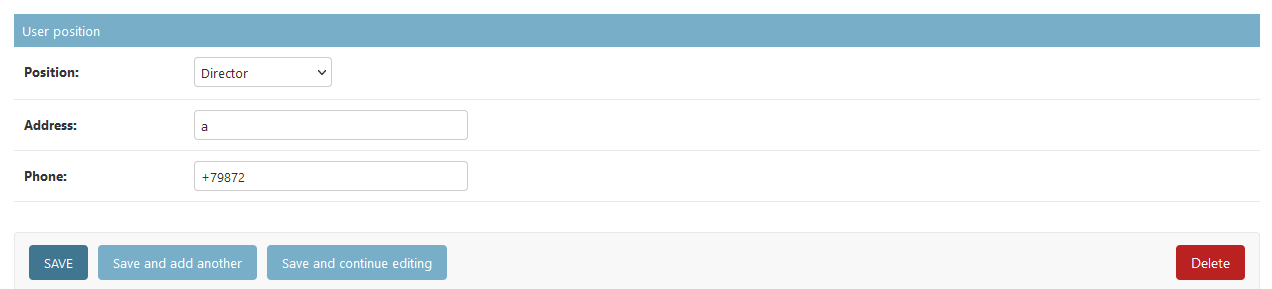 User position
Position: Director
Address: a
Phone: +79872
SAVE Save and add another Save and continue editing Delete